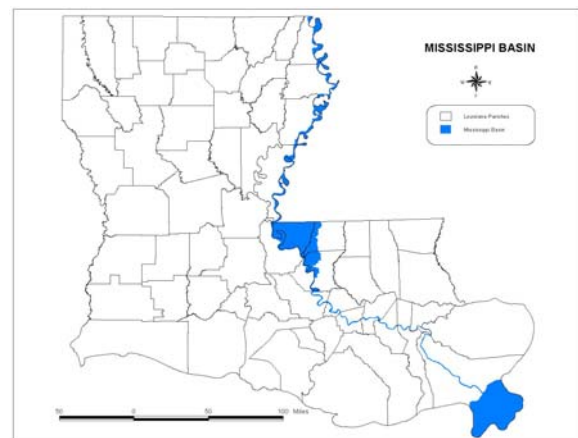 MISSISSIPPI BASIN
N
W E
S
Louisiana Parishes
Mississippi Basin
50 0 50 100 Miles